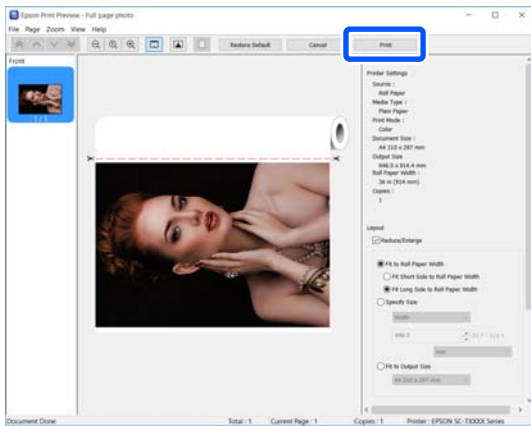 Epson Print Preview - Full page photo
File Page Zoom View Help
Restore Default Cancel Print
Front
1 / 1
Printer Settings
Source :
Roll Paper
Media Type :
Plain Paper
Print Mode :
Color
Document Size :
A4 210 x 297 mm
Output Size
646.5 x 914.4 mm
Roll Paper Width :
36 in (914 mm)
Copies :
1
Layout
Reduce/Enlarge
Fit to Roll Paper Width
Fit Short Side to Roll Paper Width
Fit Long Side to Roll Paper Width
Specify Size
Width
646.5
mm
Fit to Output Size
A4 210 x 297 mm
Document Done Total : 1 Current Page : 1 Copies : 1 Printer : EPSON SC-TXXXX Series